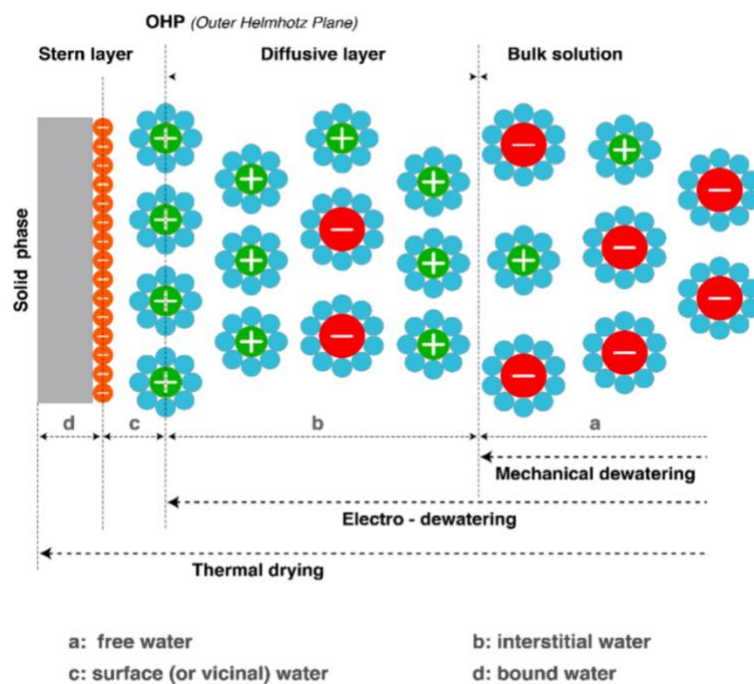 OHP (Outer Helmhotz Plane)
Stern layer Diffusive layer Bulk solution
Solid phase
d c b a
Mechanical dewatering
Electro - dewatering
Thermal drying
a: free water b: interstitial water
c: surface (or vicinal) water d: bound water